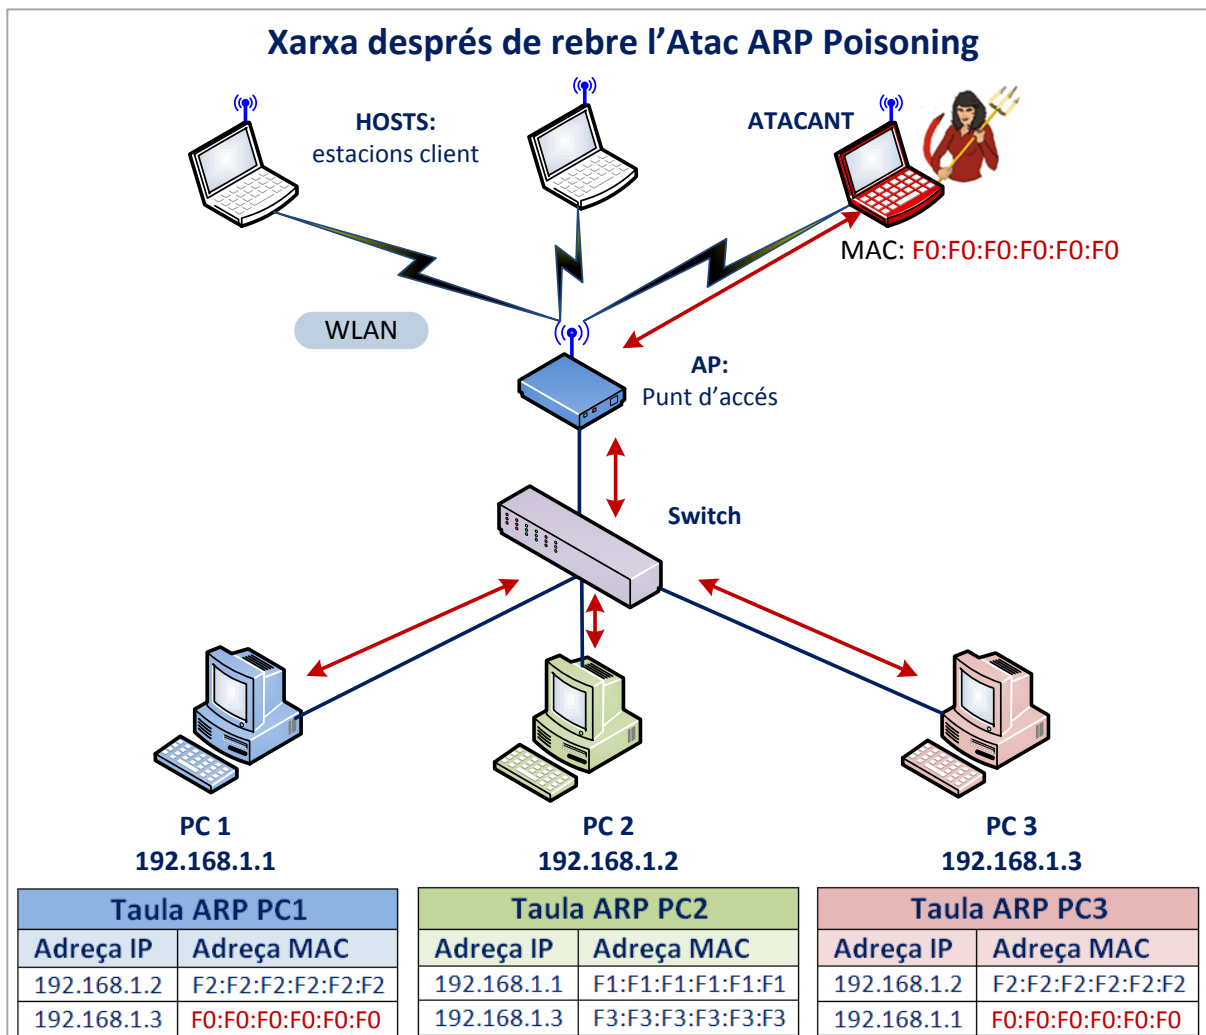 Xarxa després de rebre l'Atac ARP Poisoning
HOSTS:
estacions client
ATACANT
MAC: F0:F0:F0:F0:F0:F0
WLAN
AP:
Punt d'accés
Switch
PC 1
192.168.1.1
PC 2
192.168.1.2
PC 3
192.168.1.3
Taula ARP PC1
Adreça IP Adreça MAC
192.168.1.2 F2:F2:F2:F2:F2:F2
192.168.1.3 F0:F0:F0:F0:F0:F0
Taula ARP PC2
Adreça IP Adreça MAC
192.168.1.1 F1:F1:F1:F1:F1:F1
192.168.1.3 F3:F3:F3:F3:F3:F3
Taula ARP PC3
Adreça IP Adreça MAC
192.168.1.2 F2:F2:F2:F2:F2:F2
192.168.1.1 F0:F0:F0:F0:F0:F0